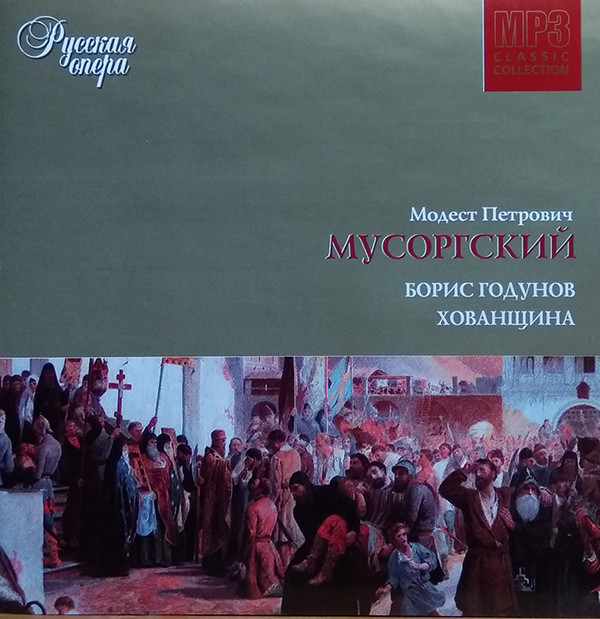 Русская
опера
MP3
CLASSIC
COLLECTION
Модест Петрович
МУСОРГСКИЙ
БОРИС ГОДУНОВ
ХОВАНЩИНА